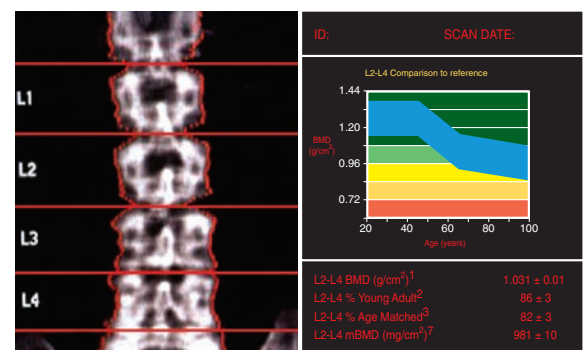 L1
L2
L3
L4
ID: SCAN DATE:
L2-L4 Comparison to reference
BMD
(g/cm²)
1.44
1.20
0.96
0.72
20 40 60 80 100
Age (years)
L2-L4 BMD (g/cm²)¹ 1.031 ± 0.01
L2-L4 % Young Adult² 86 ± 3
L2-L4 % Age Matched³ 82 ± 3
L2-L4 mBMD (mg/cm²)⁷ 981 ± 10